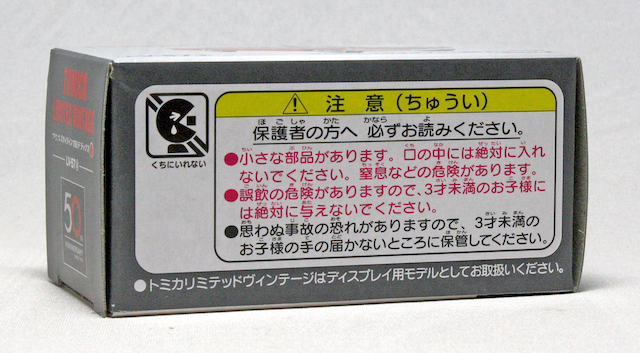 くちにいれない
注意(ちゅうい)
保護者の方へ 必ずお読みください。
●小さな部品があります。口の中には絶対に入れ
ないでください。窒息などの危険があります。
●誤飲の危険がありますので、3才未満のお子様に
は絶対に与えないでください。
●思わぬ事故の恐れがありますので、3才未満の
お子様の手の届かないところに保管してください。
●トミカリミテッドヴィンテージはディスプレイ用モデルとしてお取扱いください。
50